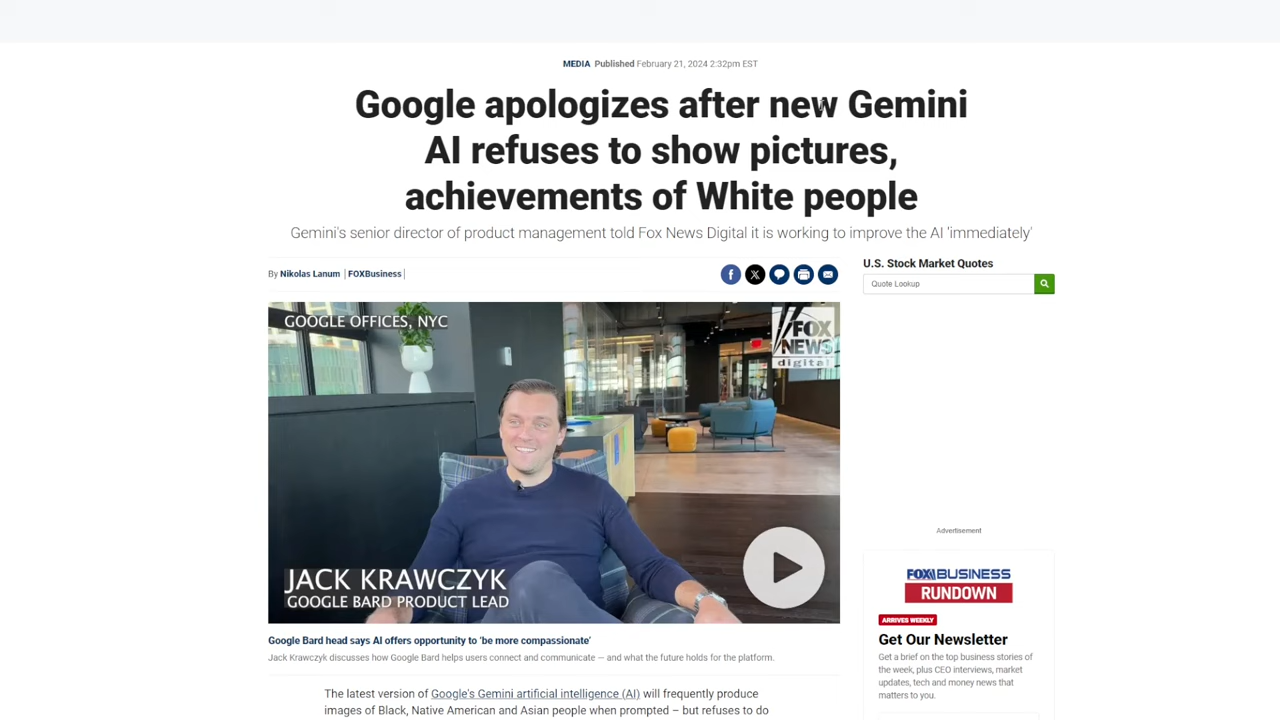 MEDIA Published February 21, 2024 2:32pm EST
Google apologizes after new Gemini
AI refuses to show pictures,
achievements of White people
Gemini's senior director of product management told Fox News Digital it is working to improve the AI 'immediately'
By Nikolas Lanum | FOXBusiness |
U.S. Stock Market Quotes
Quote Lookup
GOOGLE OFFICES, NYC
FOX
NEWS
digital
JACK KRAWCZYK
GOOGLE BARD PRODUCT LEAD
Google Bard head says AI offers opportunity to 'be more compassionate'
Jack Krawczyk discusses how Google Bard helps users connect and communicate — and what the future holds for the platform.
The latest version of Google's Gemini artificial intelligence (AI) will frequently produce
images of Black, Native American and Asian people when prompted – but refuses to do
Advertisement
FOX BUSINESS
RUNDOWN
ARRIVES WEEKLY
Get Our Newsletter
Get a brief on the top business stories of
the week, plus CEO interviews, market
updates, tech and money news that
matters to you.